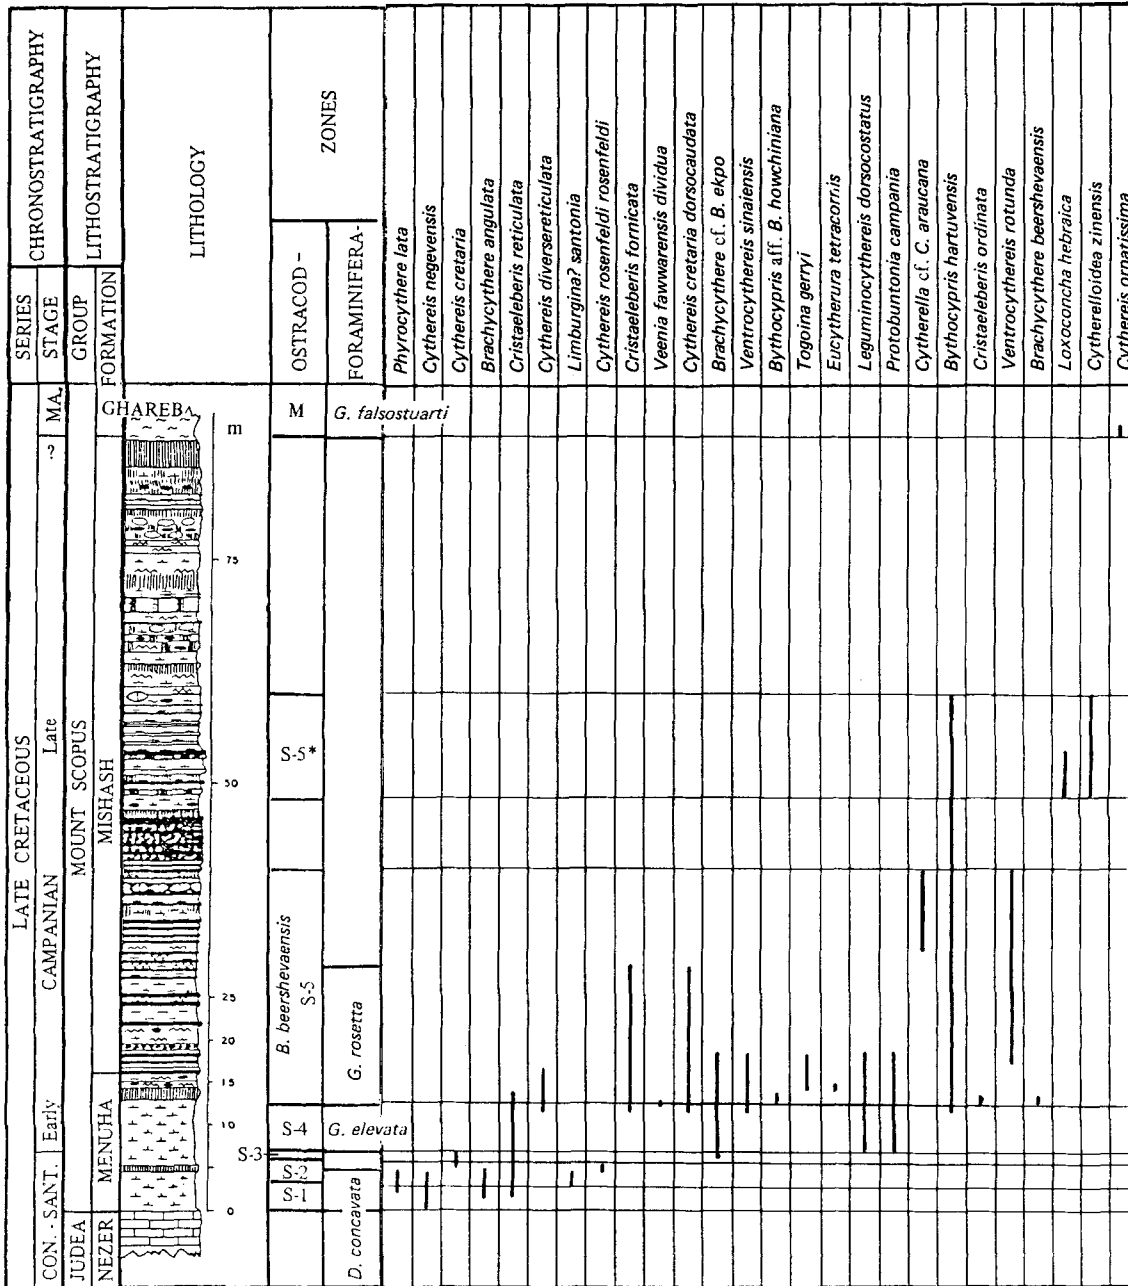 CHRONOSTRATIGRAPHY
LITHOSTRATIGRAPHY
SERIES
STAGE
GROUP
FORMATION
LITHOLOGY
ZONES
OSTRACOD -
FORAMINIFERA-
Phyrocythere lata
Cythereis negevensis
Cythereis cretaria
Brachycythere angulata
Cristaeleberis reticulata
Cythereis diversereticulata
Limburgina? santonia
Cythereis rosenfeldi rosenfeldi
Cristaeleberis fornicata
Veenia fawwarensis dividua
Cythereis cretaria dorsocaudata
Brachycythere cf. B. ekpo
Ventrocythereis sinaiensis
Bythocypris aff. B. howchiniana
Togoina gerryi
Eucytherura tetracornis
Leguminocythereis dorsocostatus
Protobuntonia campania
Cytherella cf. C. araucana
Bythocypris hartuvensis
Cristaeleberis ordinata
Ventrocythereis rotunda
Brachycythere beershevaensis
Loxoconcha hebraica
Cytherelloidea zinensis
Cythereis ornatissima
LATE CRETACEOUS
CON. - SANT.
Early
CAMPANIAN
Late
?
MA.
JUDEA
MOUNT SCOPUS
NEZER
MENUHA
MISHASH
GHAREBA
m
75
50
25
20
15
10
5
0
M
S-5*
B. beershevaensis
S-5
S-4
S-3
S-2
S-1
G. falsostuarti
G. rosetta
G. elevata
D. concavata